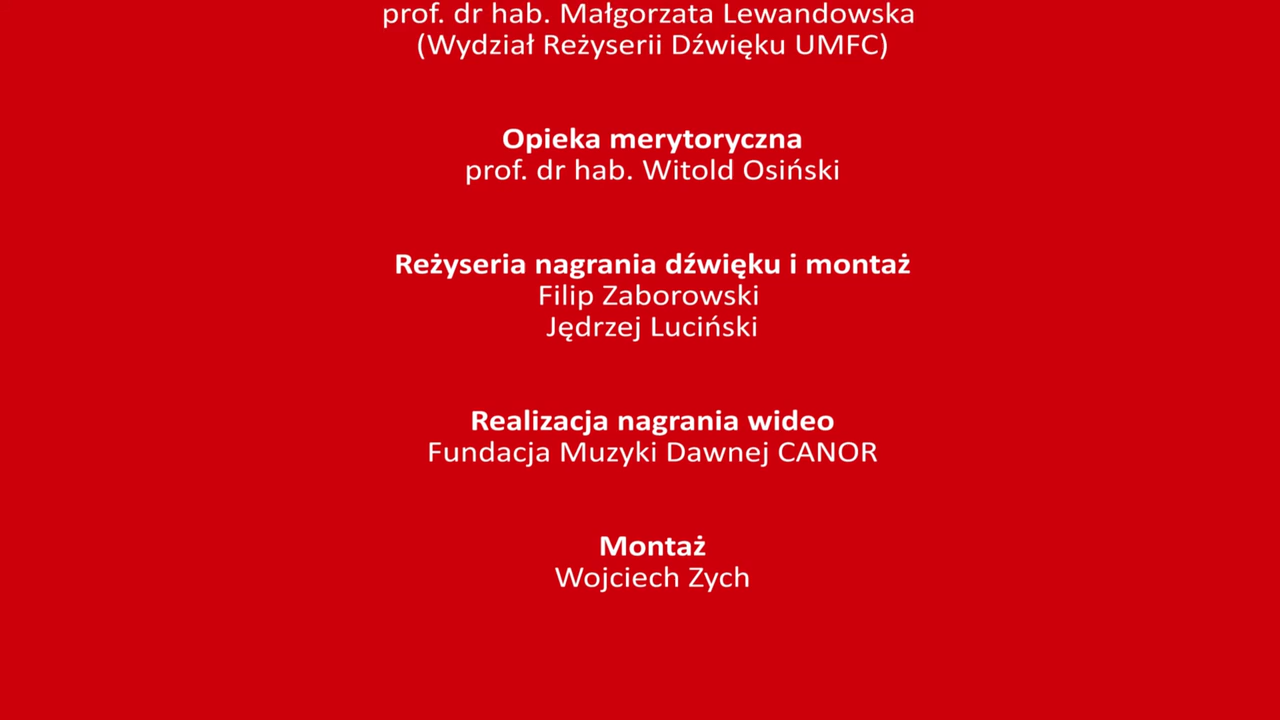 prof. dr hab. Małgorzata Lewandowska
(Wydział Reżyserii Dźwięku UMFC)
Opieka merytoryczna
prof. dr hab. Witold Osiński
Reżyseria nagrania dźwięku i montaż
Filip Zaborowski
Jędrzej Luciński
Realizacja nagrania wideo
Fundacja Muzyki Dawnej CANOR
Montaż
Wojciech Zych